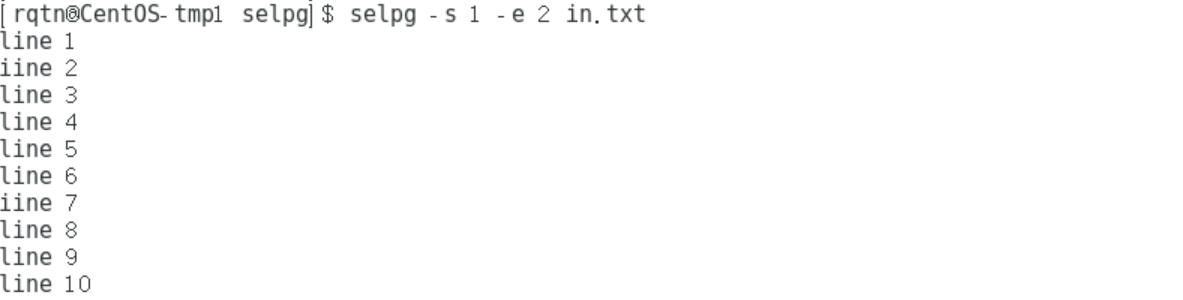 [rqtn@CentOS-tmp1 selpg]$ selpg -s 1 -e 2 in.txt
line 1
iine 2
line 3
line 4
line 5
line 6
iine 7
line 8
line 9
line 10